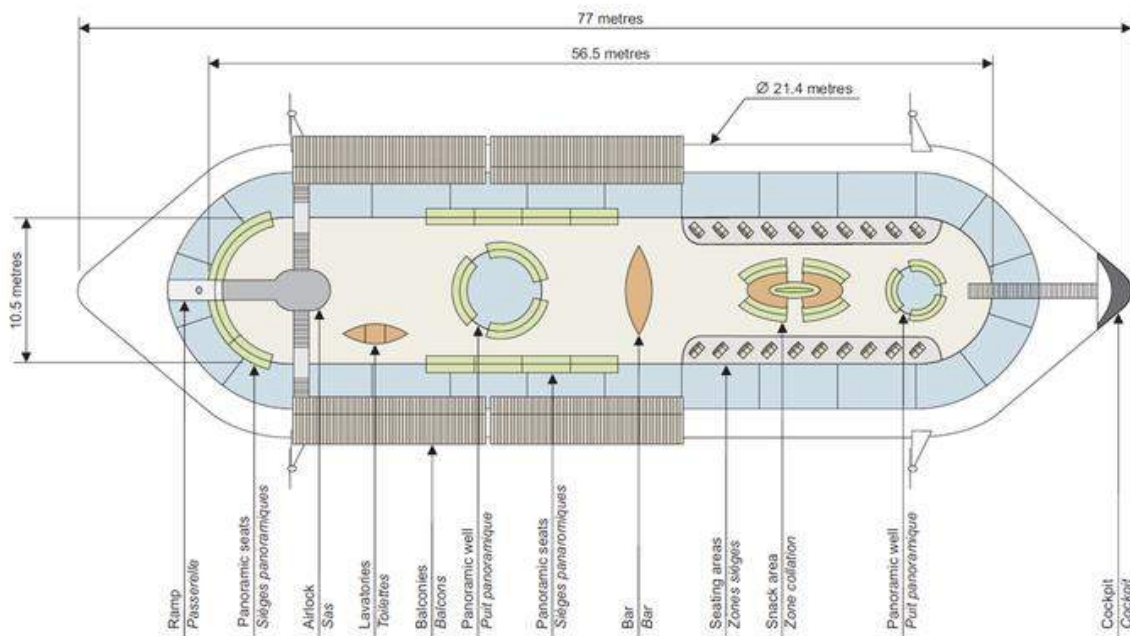 77 metres
56.5 metres
Ø 21.4 metres
10.5 metres
Ramp
Passerelle
Panoramic seats
Sièges panoramiques
Airlock
Sas
Lavatories
Toilettes
Balconies
Balcons
Panoramic well
Puit panoramique
Panoramic seats
Sièges panaromiques
Bar
Bar
Seating areas
Zones sièges
Snack area
Zone collation
Panoramic well
Puit panoramique
Cockpit
Cockpit